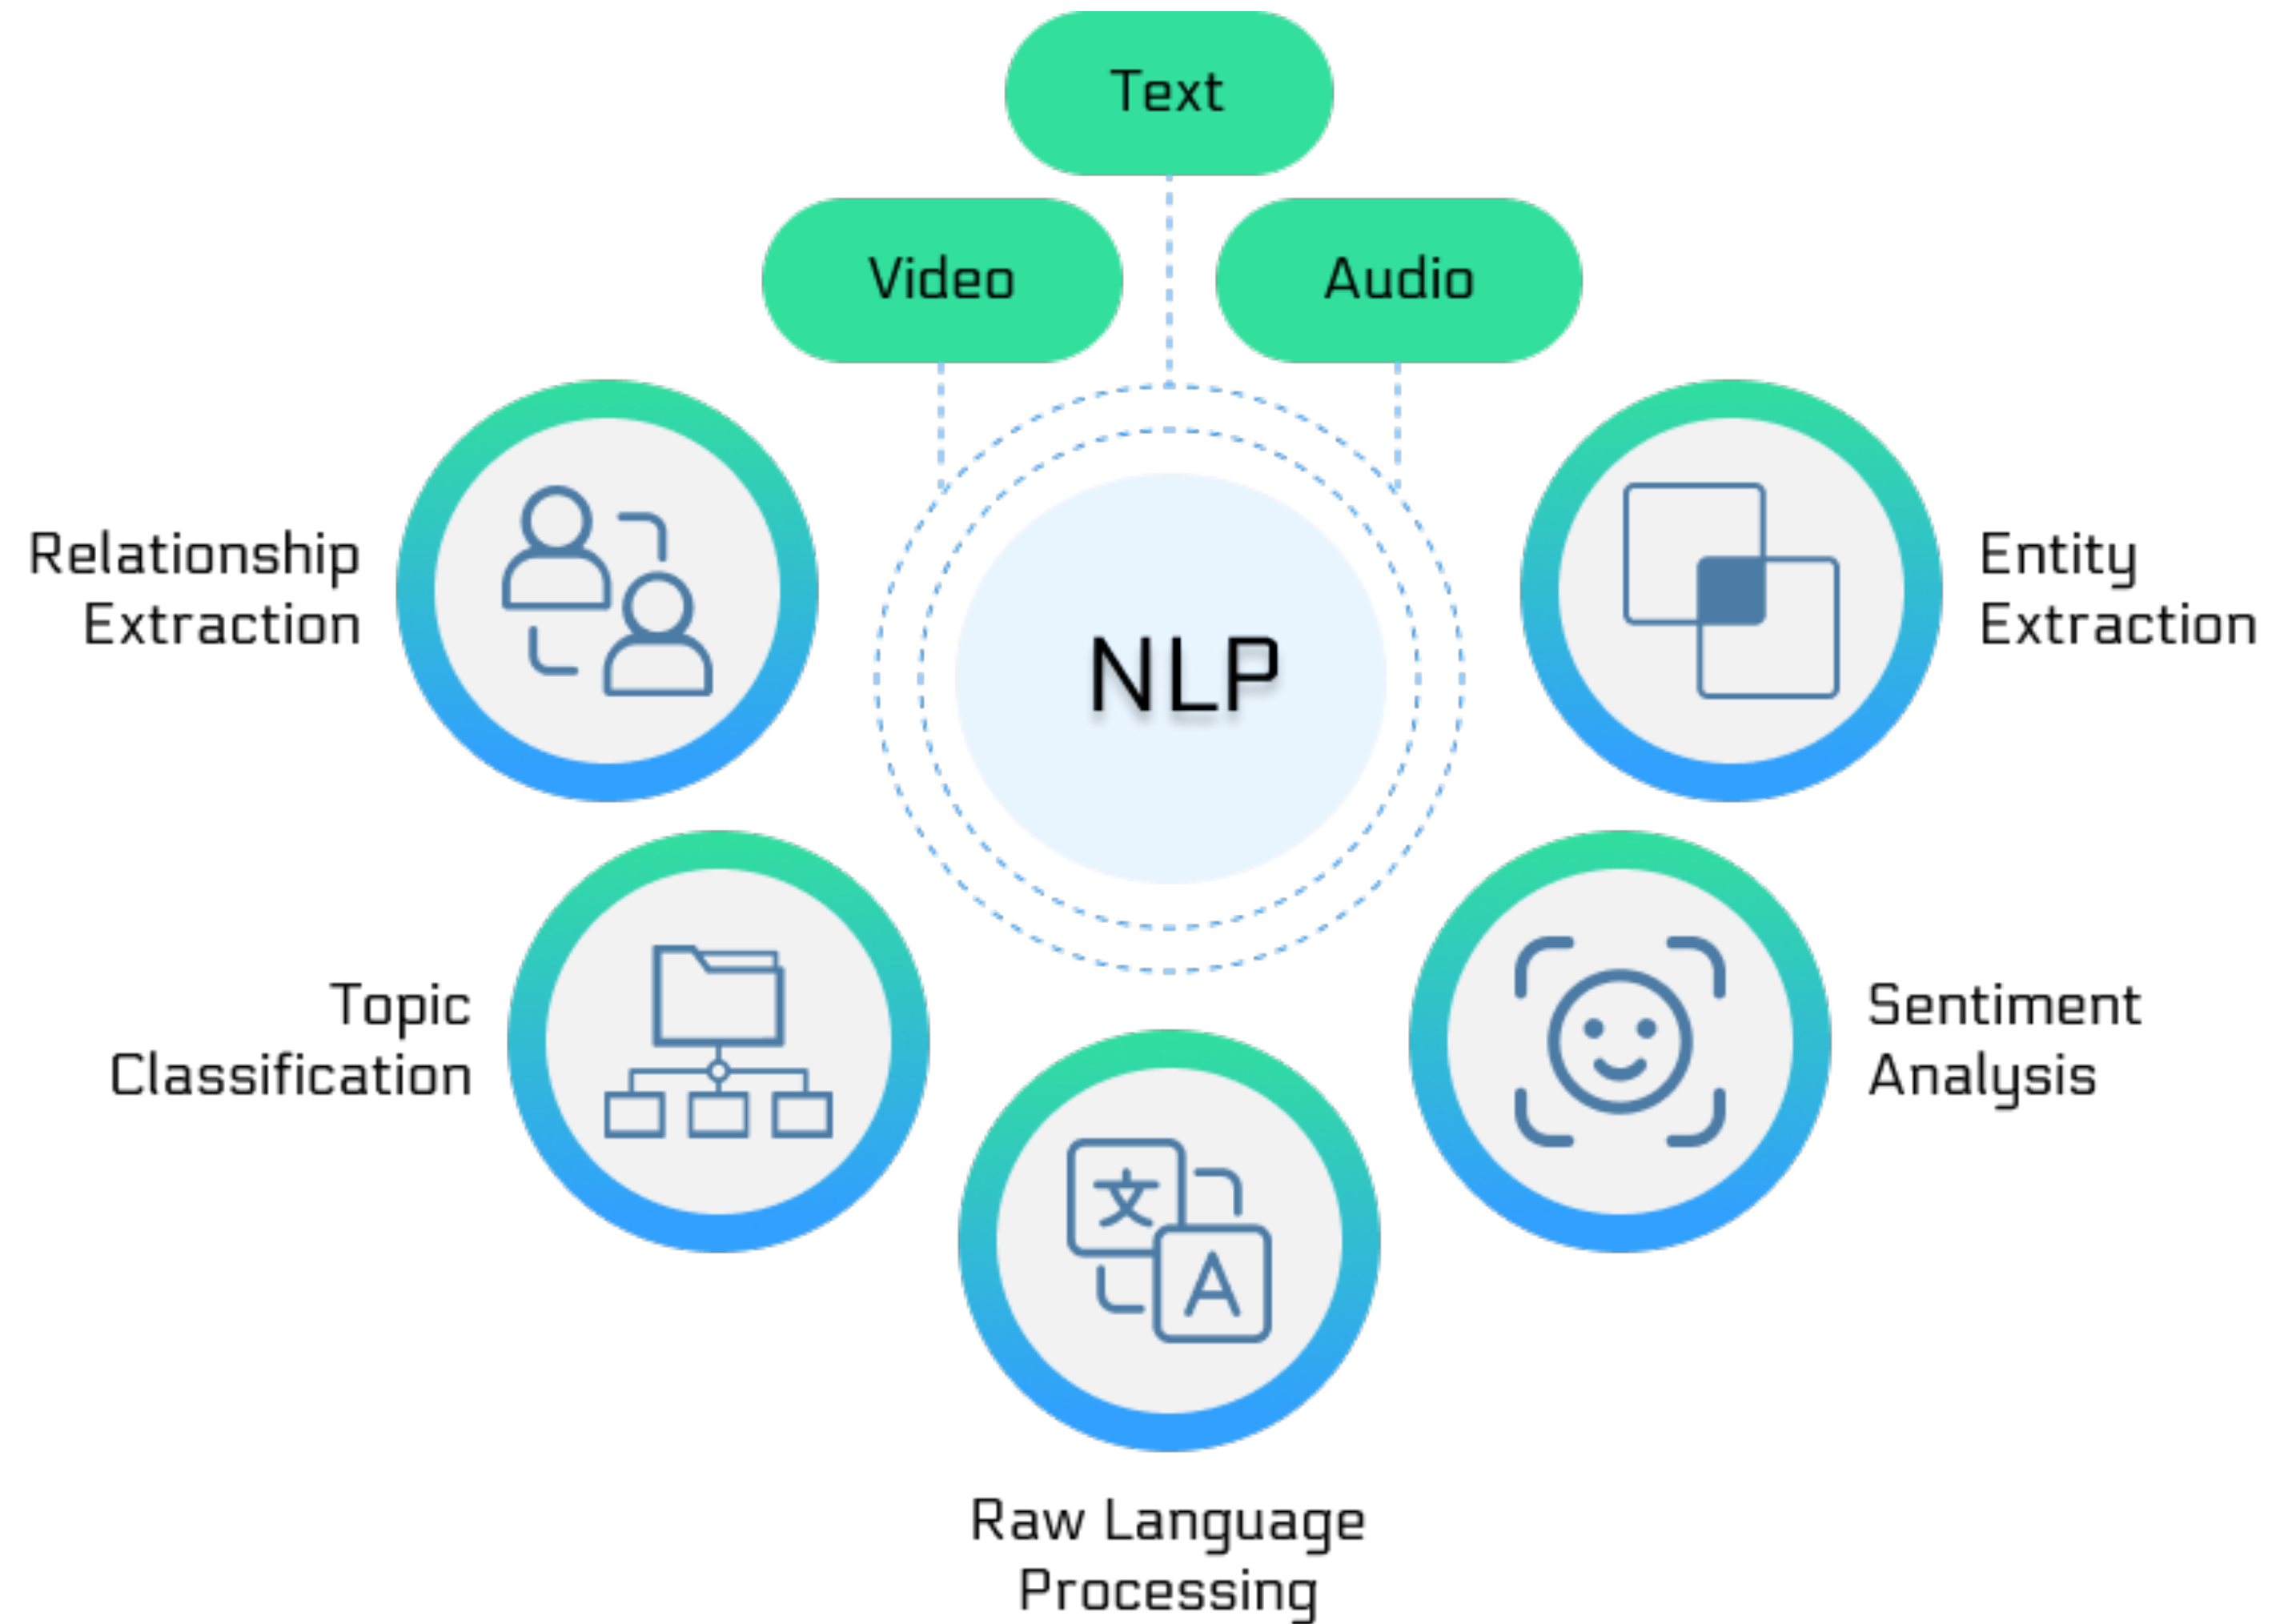 Text
Video
Audio
Relationship
Extraction
NLP
Entity
Extraction
Topic
Classification
Sentiment
Analysis
文
A
Raw Language
Processing